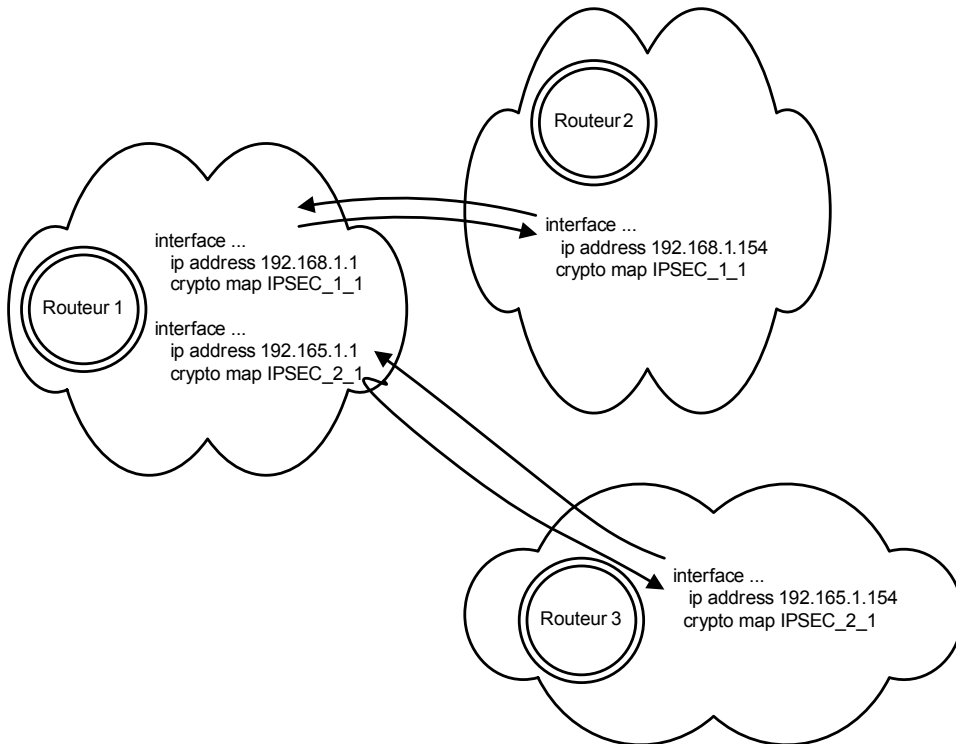 Routeur 2
interface ...
ip address 192.168.1.154
crypto map IPSEC_1_1
Routeur 1
interface ...
ip address 192.168.1.1
crypto map IPSEC_1_1
interface ...
ip address 192.165.1.1
crypto map IPSEC_2_1
Routeur 3
interface ...
ip address 192.165.1.154
crypto map IPSEC_2_1